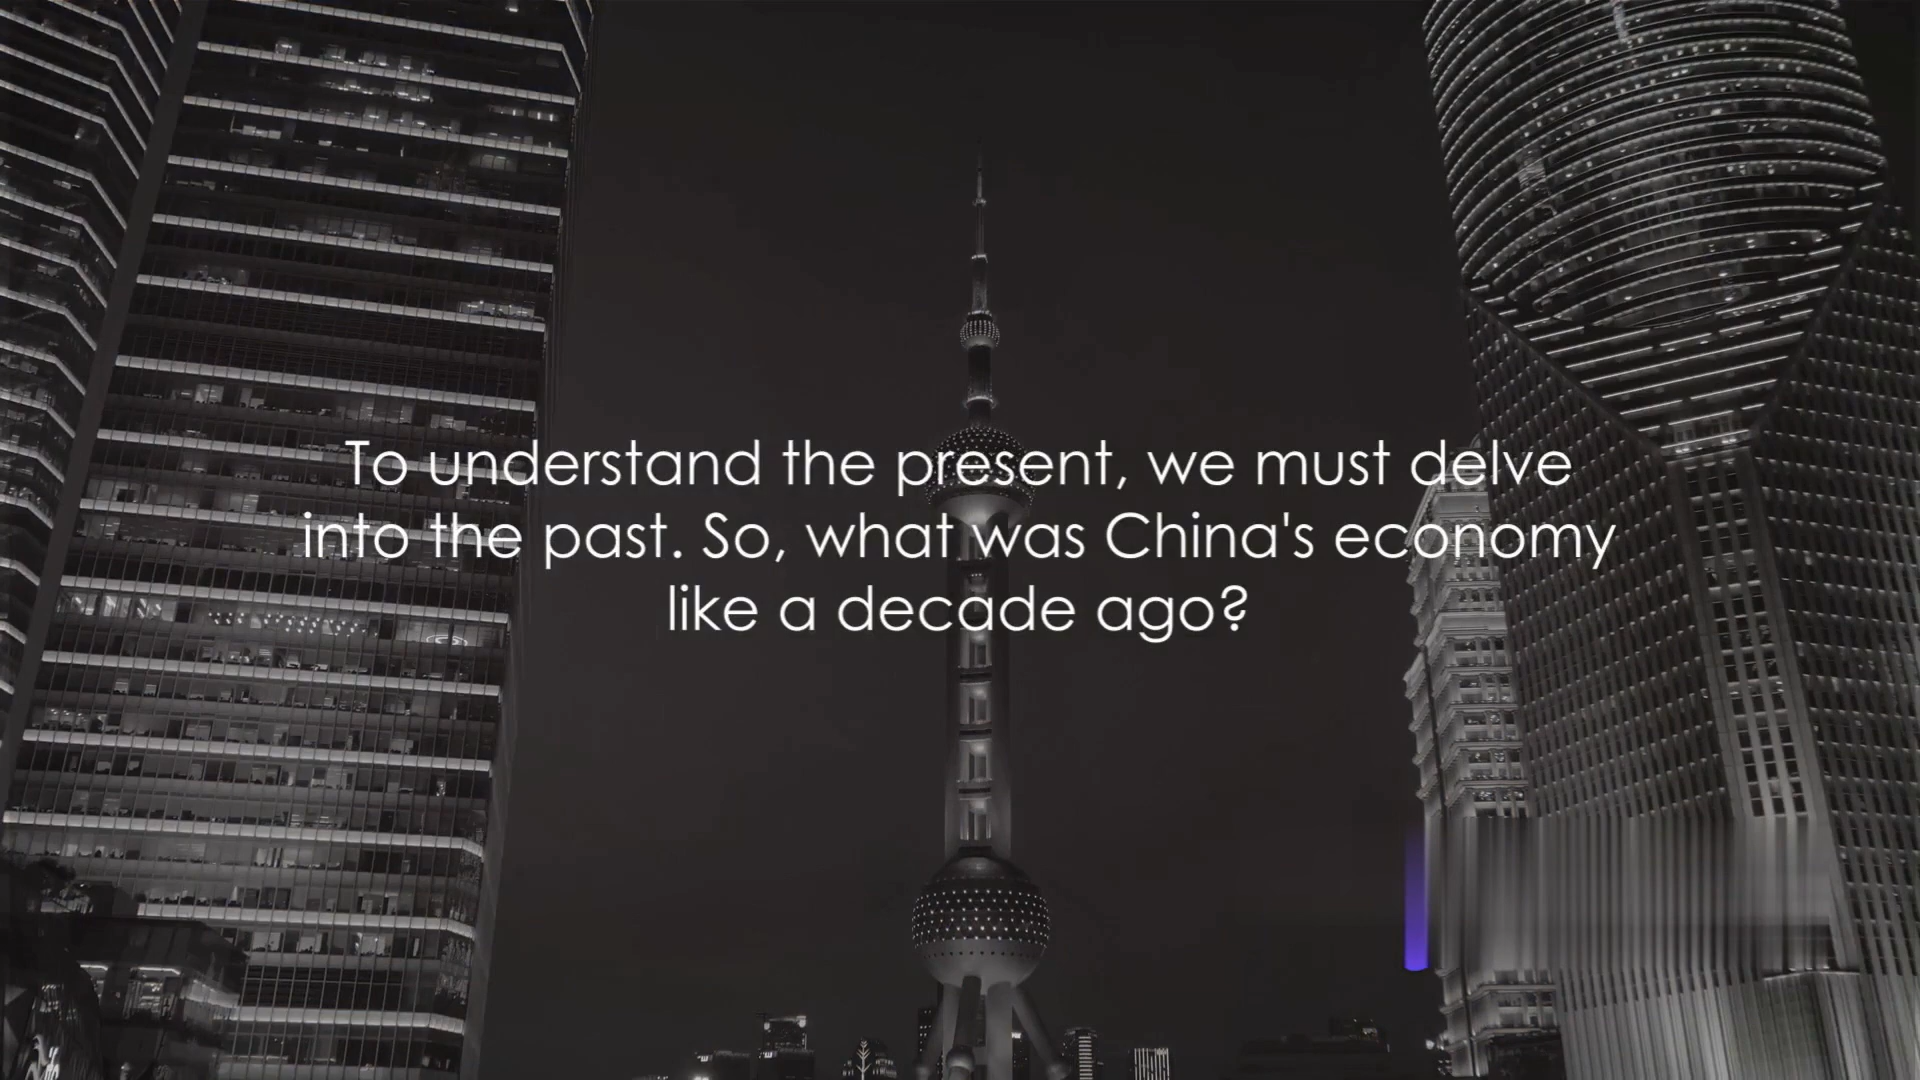 To understand the present, we must delve
into the past. So, what was China's economy
like a decade ago?